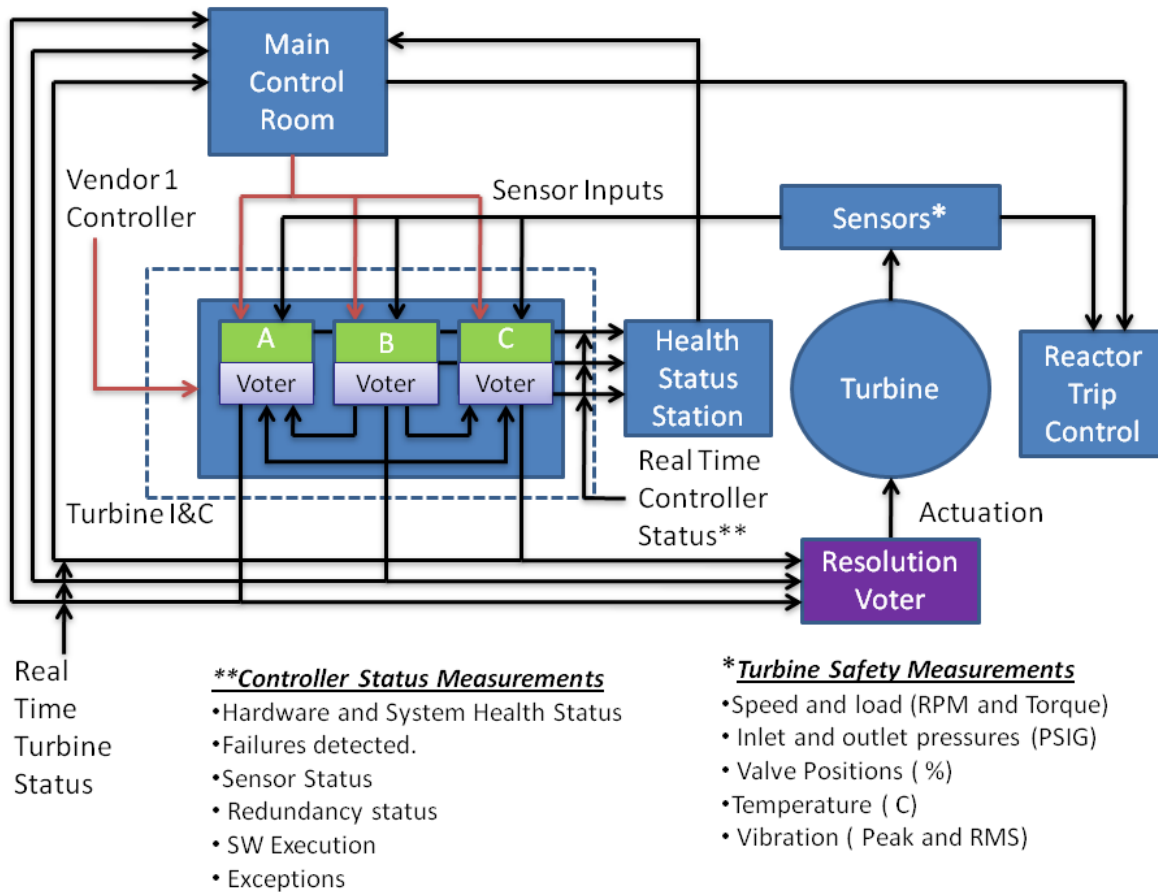 Main
Control
Room
Vendor 1
Controller
Sensor Inputs
Sensors*
A
B
C
Voter
Voter
Voter
Health
Status
Station
Turbine
Reactor
Trip
Control
Real Time
Controller
Status**
Turbine I&C
Actuation
Resolution
Voter
Real
Time
Turbine
Status
**Controller Status Measurements
•Hardware and System Health Status
•Failures detected.
•Sensor Status
• Redundancy status
• SW Execution
• Exceptions
*Turbine Safety Measurements
•Speed and load (RPM and Torque)
• Inlet and outlet pressures (PSIG)
• Valve Positions ( %)
•Temperature ( C)
• Vibration ( Peak and RMS)